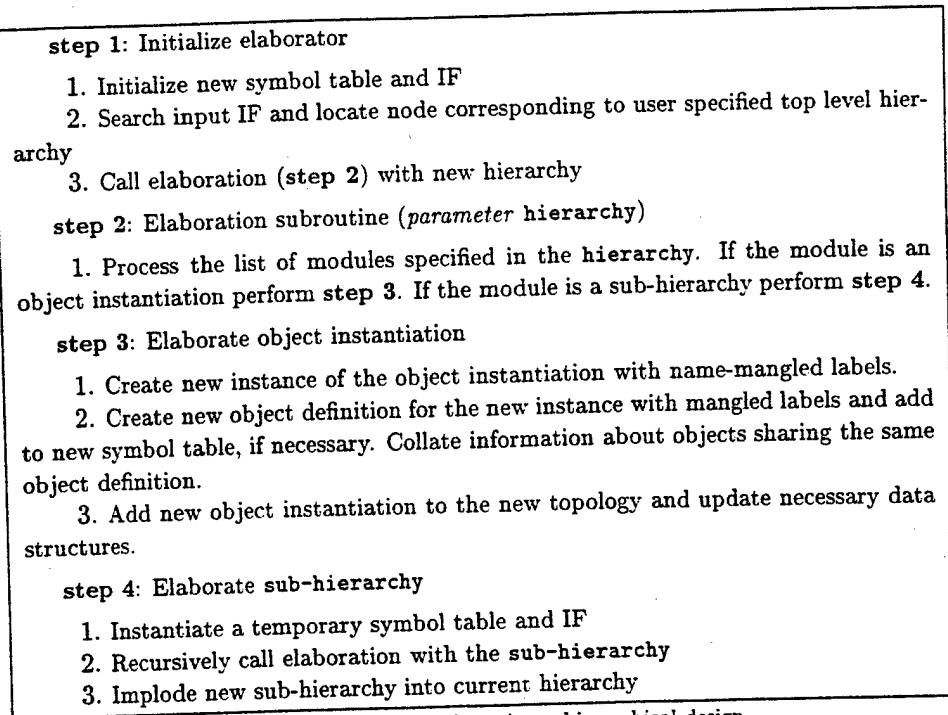 step 1: Initialize elaborator
1. Initialize new symbol table and IF
2. Search input IF and locate node corresponding to user specified top level hier-
archy
3. Call elaboration (step 2) with new hierarchy
step 2: Elaboration subroutine (parameter hierarchy)
1. Process the list of modules specified in the hierarchy. If the module is an
object instantiation perform step 3. If the module is a sub-hierarchy perform step 4.
step 3: Elaborate object instantiation
1. Create new instance of the object instantiation with name-mangled labels.
2. Create new object definition for the new instance with mangled labels and add
to new symbol table, if necessary. Collate information about objects sharing the same
object definition.
3. Add new object instantiation to the new topology and update necessary data
structures.
step 4: Elaborate sub-hierarchy
1. Instantiate a temporary symbol table and IF
2. Recursively call elaboration with the sub-hierarchy
3. Implode new sub-hierarchy into current hierarchy
design